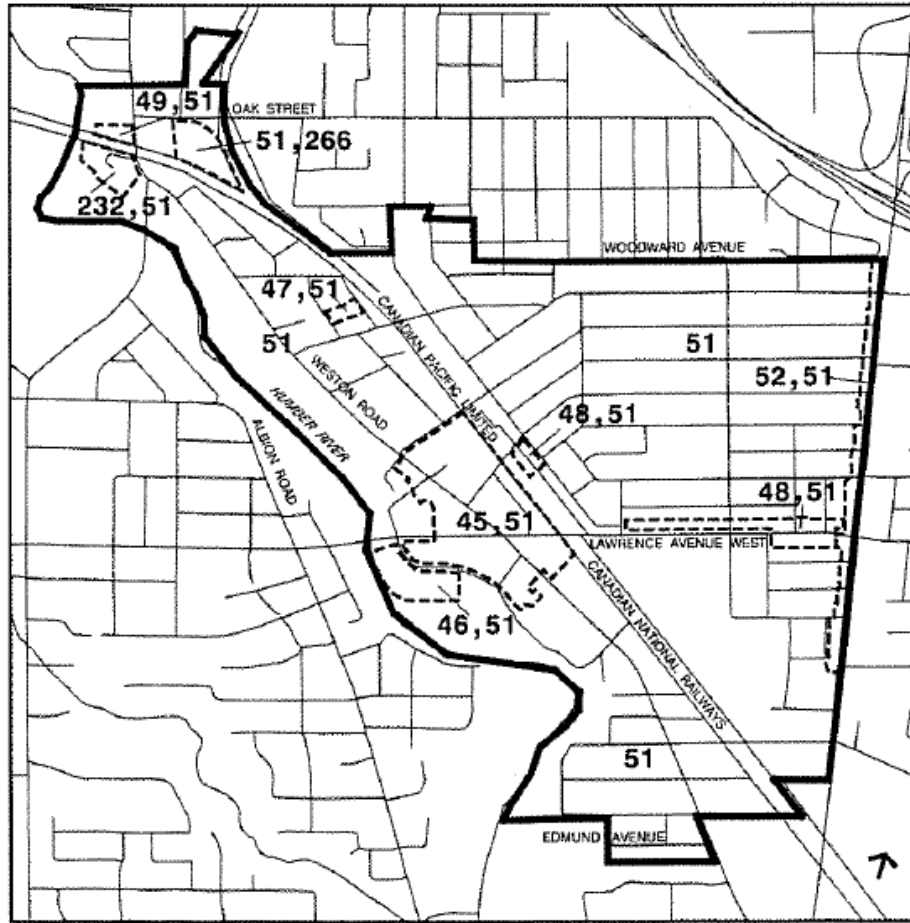 49,51
OAK STREET
51,266
232,51
WOODWARD AVENUE
47,51
51
CANADIAN PACIFIC LIMITED
51
WESTON ROAD
52,51
HUMBER RIVER
48,51
ALBION ROAD
48,51
45,51
LAWRENCE AVENUE WEST
CANADIAN NATIONAL RAILWAYS
46,51
51
EDMUND AVENUE